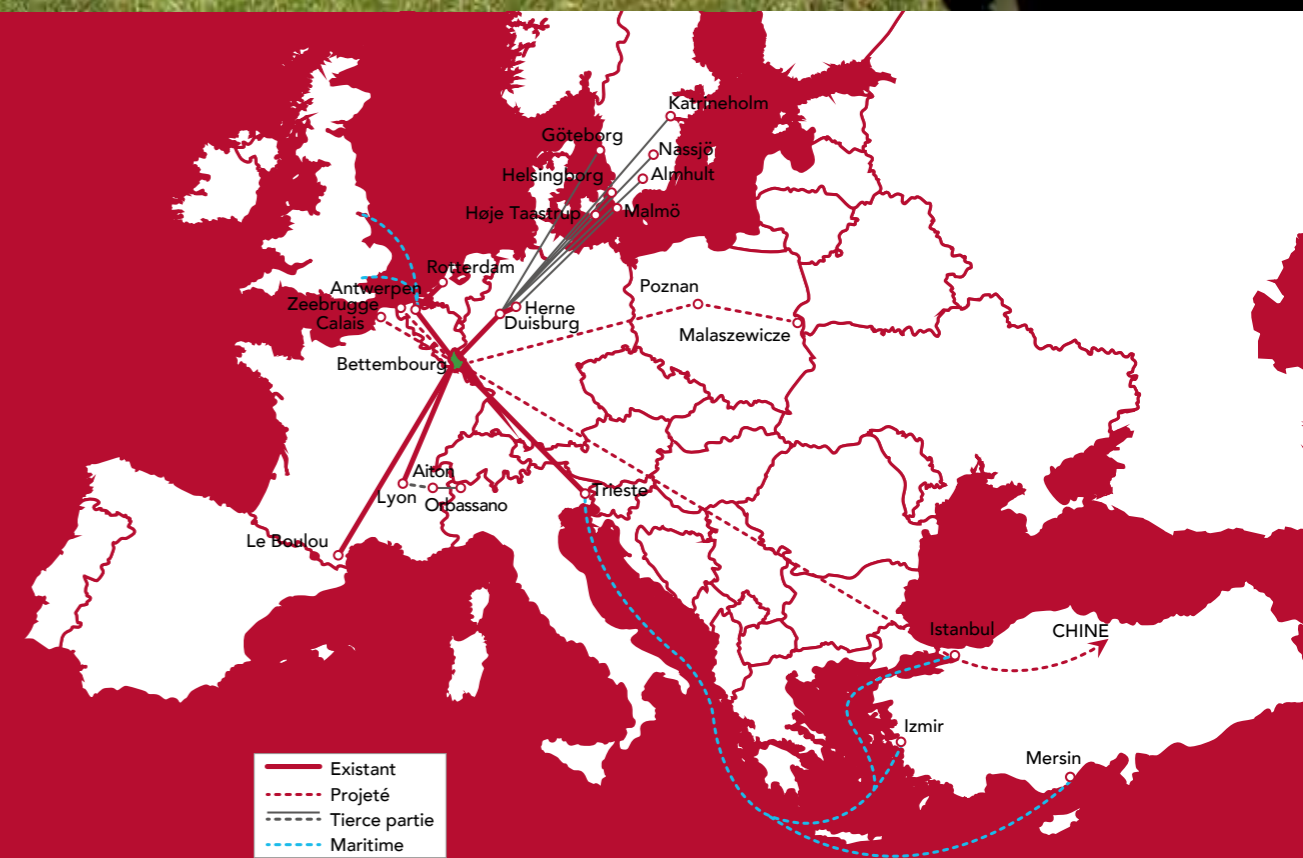 Katrineholm
Göteborg
Nassjö
Helsingborg
Almhult
Høje Taastrup
Malmö
Rotterdam
Antwerpen
Zeebrugge
Calais
Herne
Duisburg
Poznan
Malaszewicze
Bettembourg
Aiton
Lyon
Orbassano
Trieste
Le Boulou
Istanbul
CHINE
Izmir
Mersin
Existant
Projeté
Tierce partie
Maritime